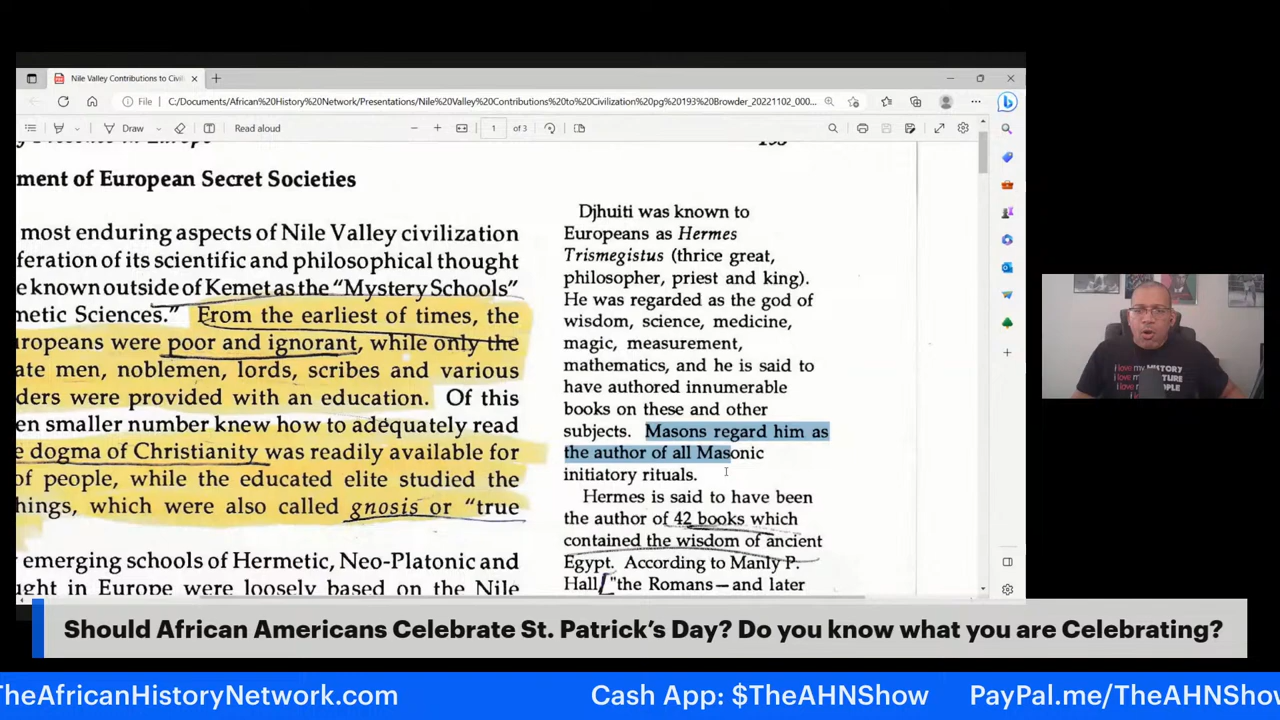 Nile Valley Contributions to Civili
File
C:/Documents/African%20History%20Network/Presentations/Nile%20Valley%20Contributions%20to%20Civilization%20pg%20193%20Browder_20221102_000...
Draw
Read aloud
1 of 3
193
ment of European Secret Societies
most enduring aspects of Nile Valley civilization
feration of its scientific and philosophical thought
e known outside of Kemet as the "Mystery Schools"
metic Sciences." From the earliest of times, the
uropeans were poor and ignorant, while only the
ate men, noblemen, lords, scribes and various
ders were provided with an education. Of this
en smaller number knew how to adequately read
e dogma of Christianity was readily available for
of people, while the educated elite studied the
hings, which were also called gnosis or "true
y emerging schools of Hermetic, Neo-Platonic and
ught in Europe were loosely based on the Nile
Djhuiti was known to
Europeans as Hermes
Trismegistus (thrice great,
philosopher, priest and king).
He was regarded as the god of
wisdom, science, medicine,
magic, measurement,
mathematics, and he is said to
have authored innumerable
books on these and other
subjects. Masons regard him as
the author of all Masonic
initiatory rituals.
Hermes is said to have been
the author of 42 books which
contained the wisdom of ancient
Egypt. According to Manly P.
Hall, "the Romans—and later
Should African Americans Celebrate St. Patrick's Day? Do you know what you are Celebrating?
TheAfricanHistoryNetwork.com
Cash App: $TheAHNShow
PayPal.me/TheAHNSho